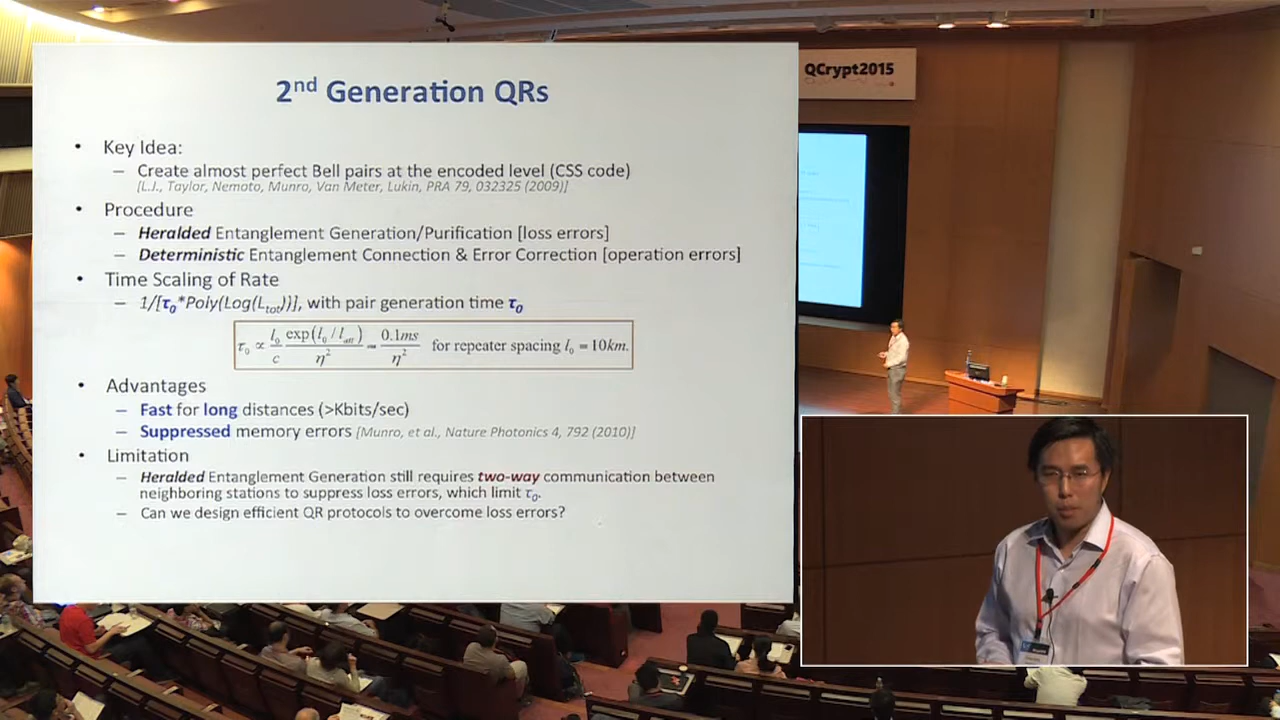 2nd Generation QRs
QCrypt2015
• Key Idea:
– Create almost perfect Bell pairs at the encoded level (CSS code)
[L.J., Taylor, Nemoto, Munro, Van Meter, Lukin, PRA 79, 032325 (2009)]
• Procedure
– Heralded Entanglement Generation/Purification [loss errors]
– Deterministic Entanglement Connection & Error Correction [operation errors]
• Time Scaling of Rate
– 1/[τ₀*Poly(Log(Lₜₒₜ))], with pair generation time τ₀
τ₀ ∝ l₀/c exp(l₀/l_att)/η² ~ 0.1ms/η² for repeater spacing l₀ = 10km.
• Advantages
– Fast for long distances (>Kbits/sec)
– Suppressed memory errors [Munro, et al., Nature Photonics 4, 792 (2010)]
• Limitation
– Heralded Entanglement Generation still requires two-way communication between
neighboring stations to suppress loss errors, which limit τ₀.
– Can we design efficient QR protocols to overcome loss errors?